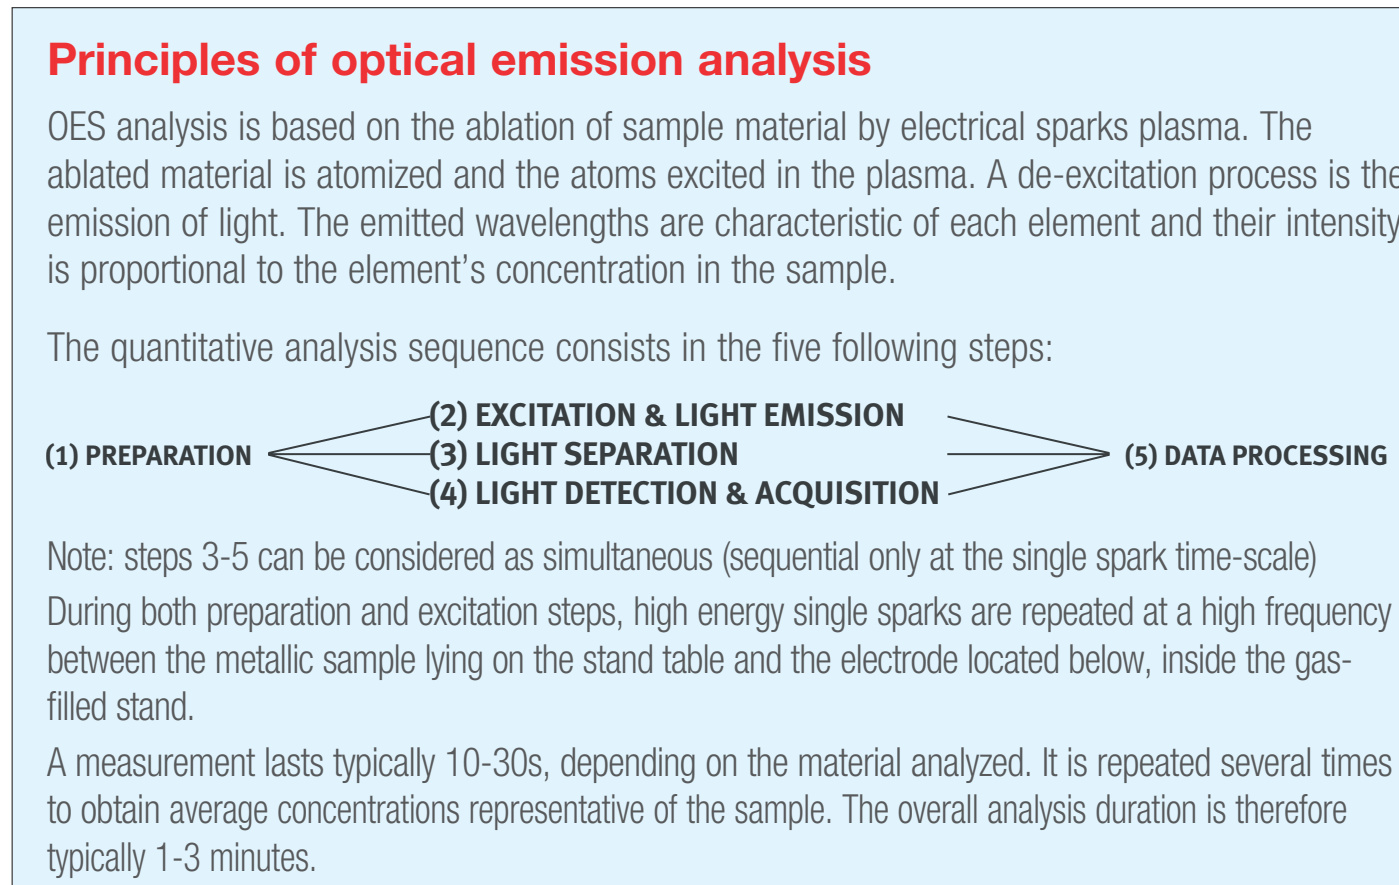 Principles of optical emission analysis
OES analysis is based on the ablation of sample material by electrical sparks plasma. The
ablated material is atomized and the atoms excited in the plasma. A de-excitation process is the
emission of light. The emitted wavelengths are characteristic of each element and their intensity
is proportional to the element’s concentration in the sample.
The quantitative analysis sequence consists in the five following steps:
(1) PREPARATION
(2) EXCITATION & LIGHT EMISSION
(3) LIGHT SEPARATION
(4) LIGHT DETECTION & ACQUISITION
(5) DATA PROCESSING
Note: steps 3-5 can be considered as simultaneous (sequential only at the single spark time-scale)
During both preparation and excitation steps, high energy single sparks are repeated at a high frequency
between the metallic sample lying on the stand table and the electrode located below, inside the gas-
filled stand.
A measurement lasts typically 10-30s, depending on the material analyzed. It is repeated several times
to obtain average concentrations representative of the sample. The overall analysis duration is therefore
typically 1-3 minutes.